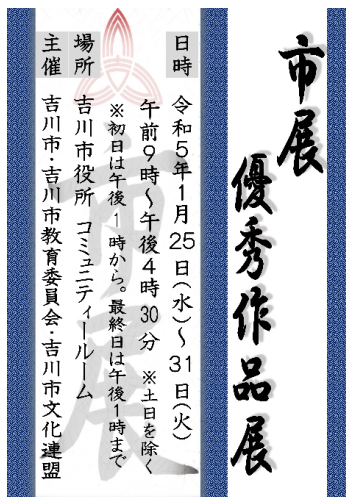 市展
優秀作品展
日時 令和5年1月25日(水)～31日(火)
午前9時～午後4時30分 ※土日を除く
※初日は午後1時から。最終日は午後1時まで
場所 吉川市役所 コミュニティールーム
主催 吉川市・吉川市教育委員会・吉川市文化連盟
市展